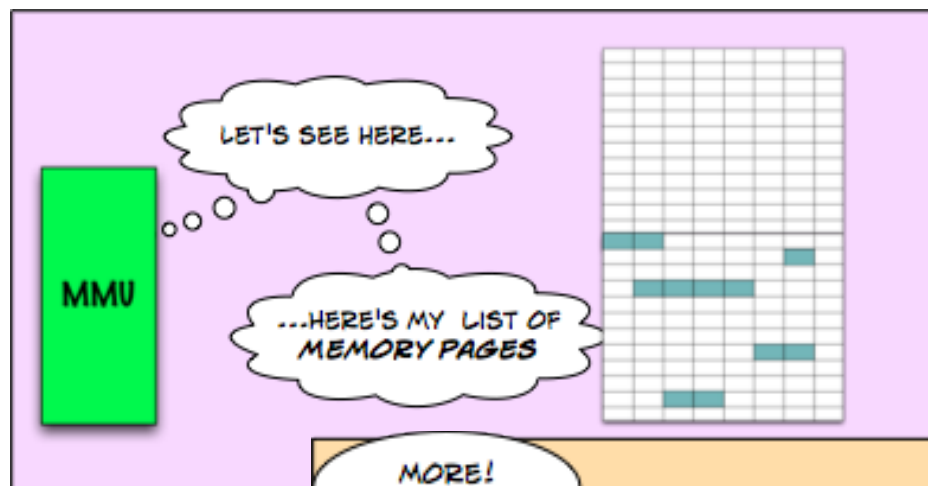 LET'S SEE HERE...
MMU
...HERE'S MY LIST OF
MEMORY PAGES
MORE!